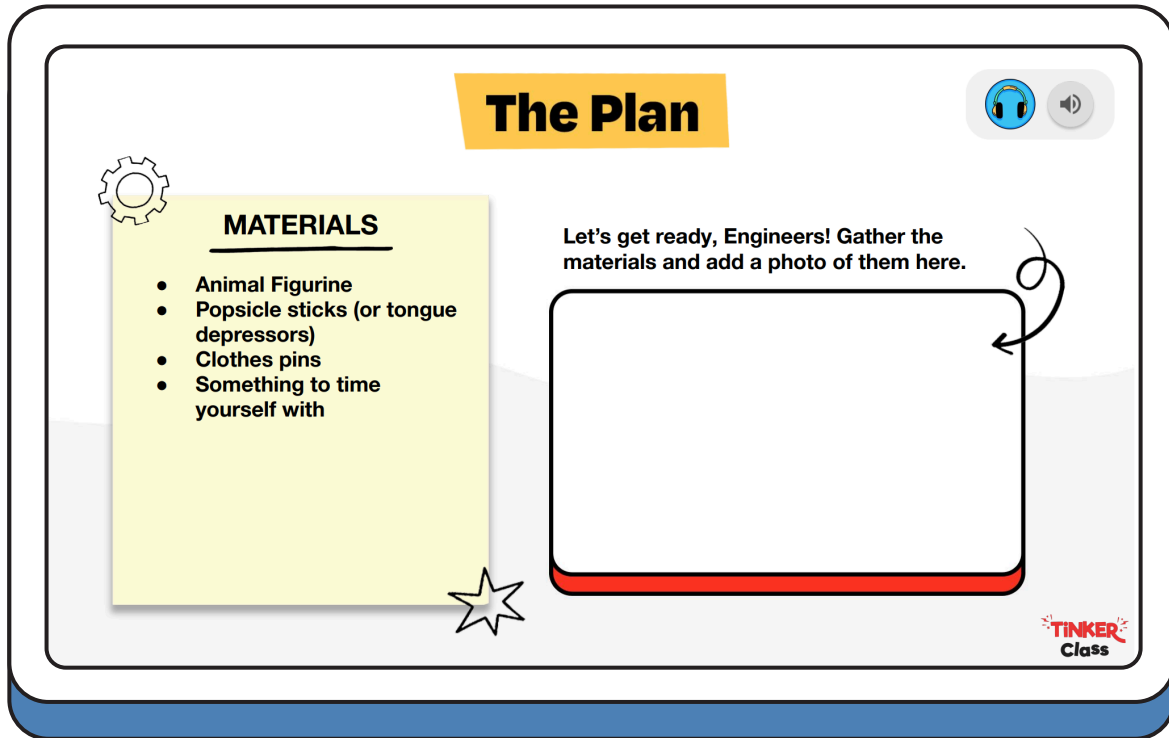 The Plan
MATERIALS
● Animal Figurine
● Popsicle sticks (or tongue
depressors)
● Clothes pins
● Something to time
yourself with
Let’s get ready, Engineers! Gather the
materials and add a photo of them here.
TiNKER
Class